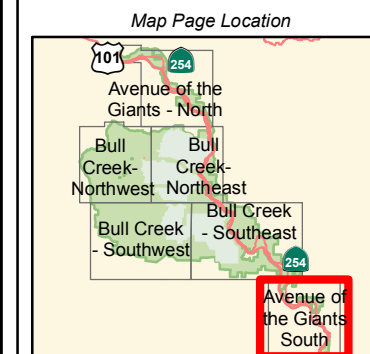 Map Page Location
101
254
Avenue of the
Giants - North
Bull
Creek-
Northwest
Bull
Creek-
Northeast
Bull Creek
- Southwest
Bull Creek
- Southeast
254
Avenue of
the Giants
South